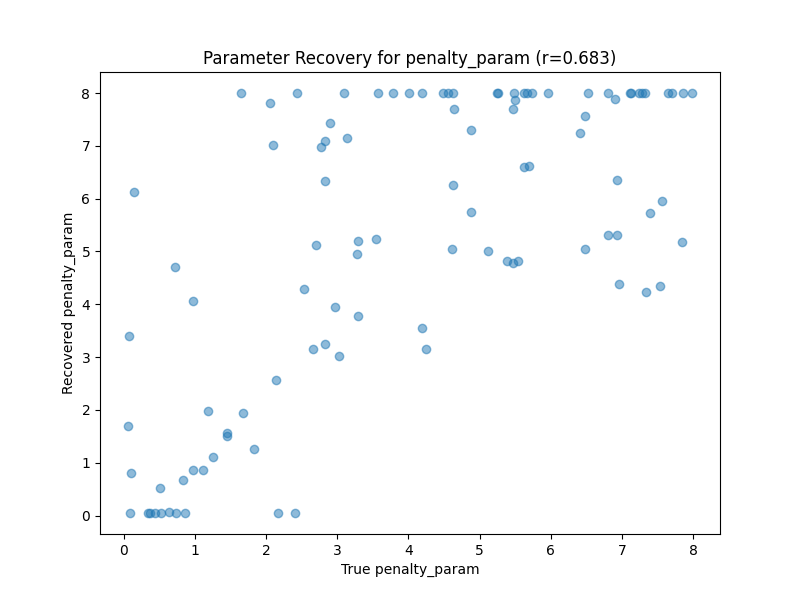 Parameter Recovery for penalty_param (r=0.683)
Recovered penalty_param
8
7
6
5
4
3
2
1
0
0 1 2 3 4 5 6 7 8
True penalty_param